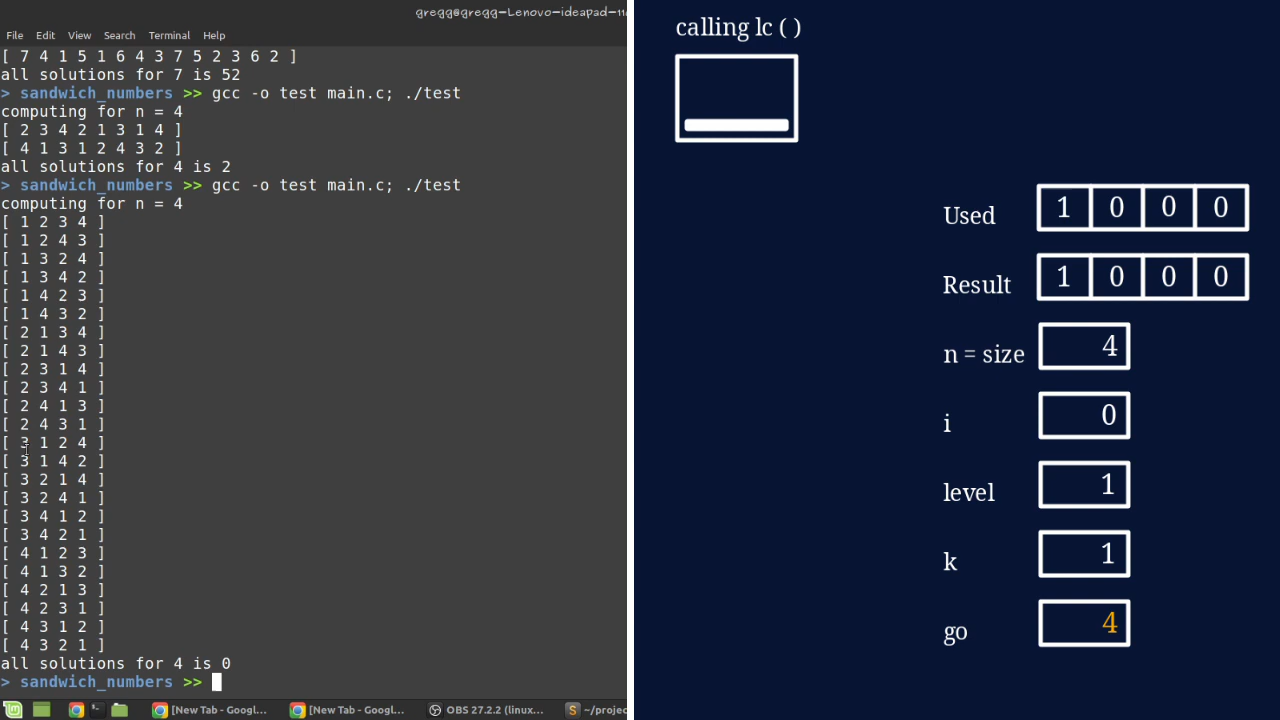 gregg@gregg-Lenovo-ideapad-11
File Edit View Search Terminal Help
[ 7 4 1 5 1 6 4 3 7 5 2 3 6 2 ]
all solutions for 7 is 52
> sandwich_numbers >> gcc -o test main.c; ./test
computing for n = 4
[ 2 3 4 2 1 3 1 4 ]
[ 4 1 3 1 2 4 3 2 ]
all solutions for 4 is 2
> sandwich_numbers >> gcc -o test main.c; ./test
computing for n = 4
[ 1 2 3 4 ]
[ 1 2 4 3 ]
[ 1 3 2 4 ]
[ 1 3 4 2 ]
[ 1 4 2 3 ]
[ 1 4 3 2 ]
[ 2 1 3 4 ]
[ 2 1 4 3 ]
[ 2 3 1 4 ]
[ 2 3 4 1 ]
[ 2 4 1 3 ]
[ 2 4 3 1 ]
[ 3 1 2 4 ]
[ 3 1 4 2 ]
[ 3 2 1 4 ]
[ 3 2 4 1 ]
[ 3 4 1 2 ]
[ 3 4 2 1 ]
[ 4 1 2 3 ]
[ 4 1 3 2 ]
[ 4 2 1 3 ]
[ 4 2 3 1 ]
[ 4 3 1 2 ]
[ 4 3 2 1 ]
all solutions for 4 is 0
> sandwich_numbers >>
[New Tab - Googl... [New Tab - Googl... OBS 27.2.2 (linux... ~/projec
calling lc ( )
Used 1 0 0 0
Result 1 0 0 0
n = size 4
i 0
level 1
k 1
go 4